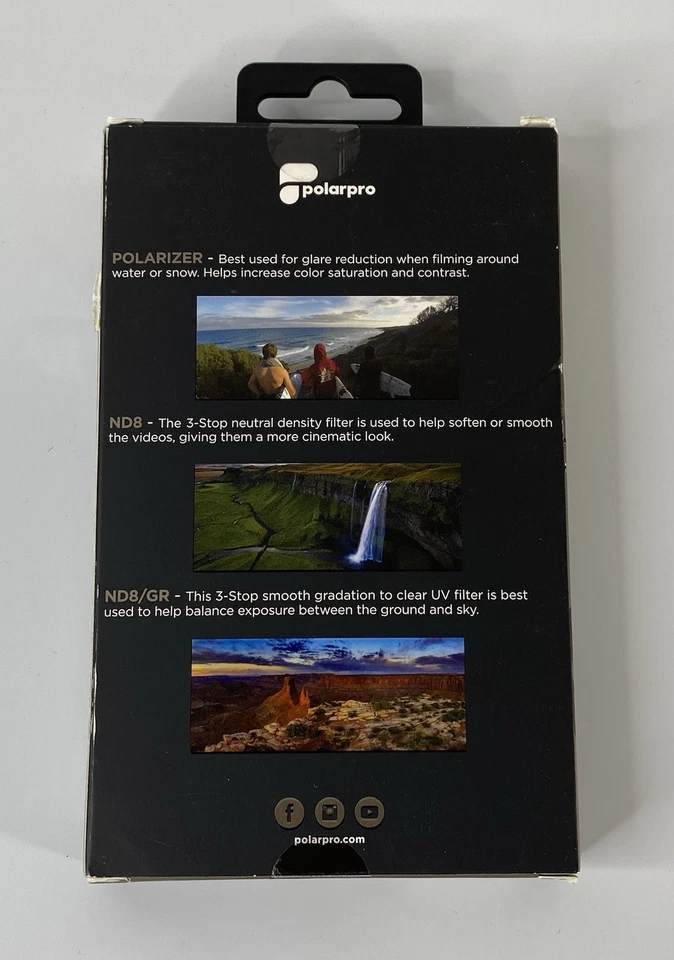 polarpro
POLARIZER - Best used for glare reduction when filming around
water or snow. Helps increase color saturation and contrast.
ND8 - The 3-Stop neutral density filter is used to help soften or smooth
the videos, giving them a more cinematic look.
ND8/GR - This 3-Stop smooth gradation to clear UV filter is best
used to help balance exposure between the ground and sky.
polarpro.com